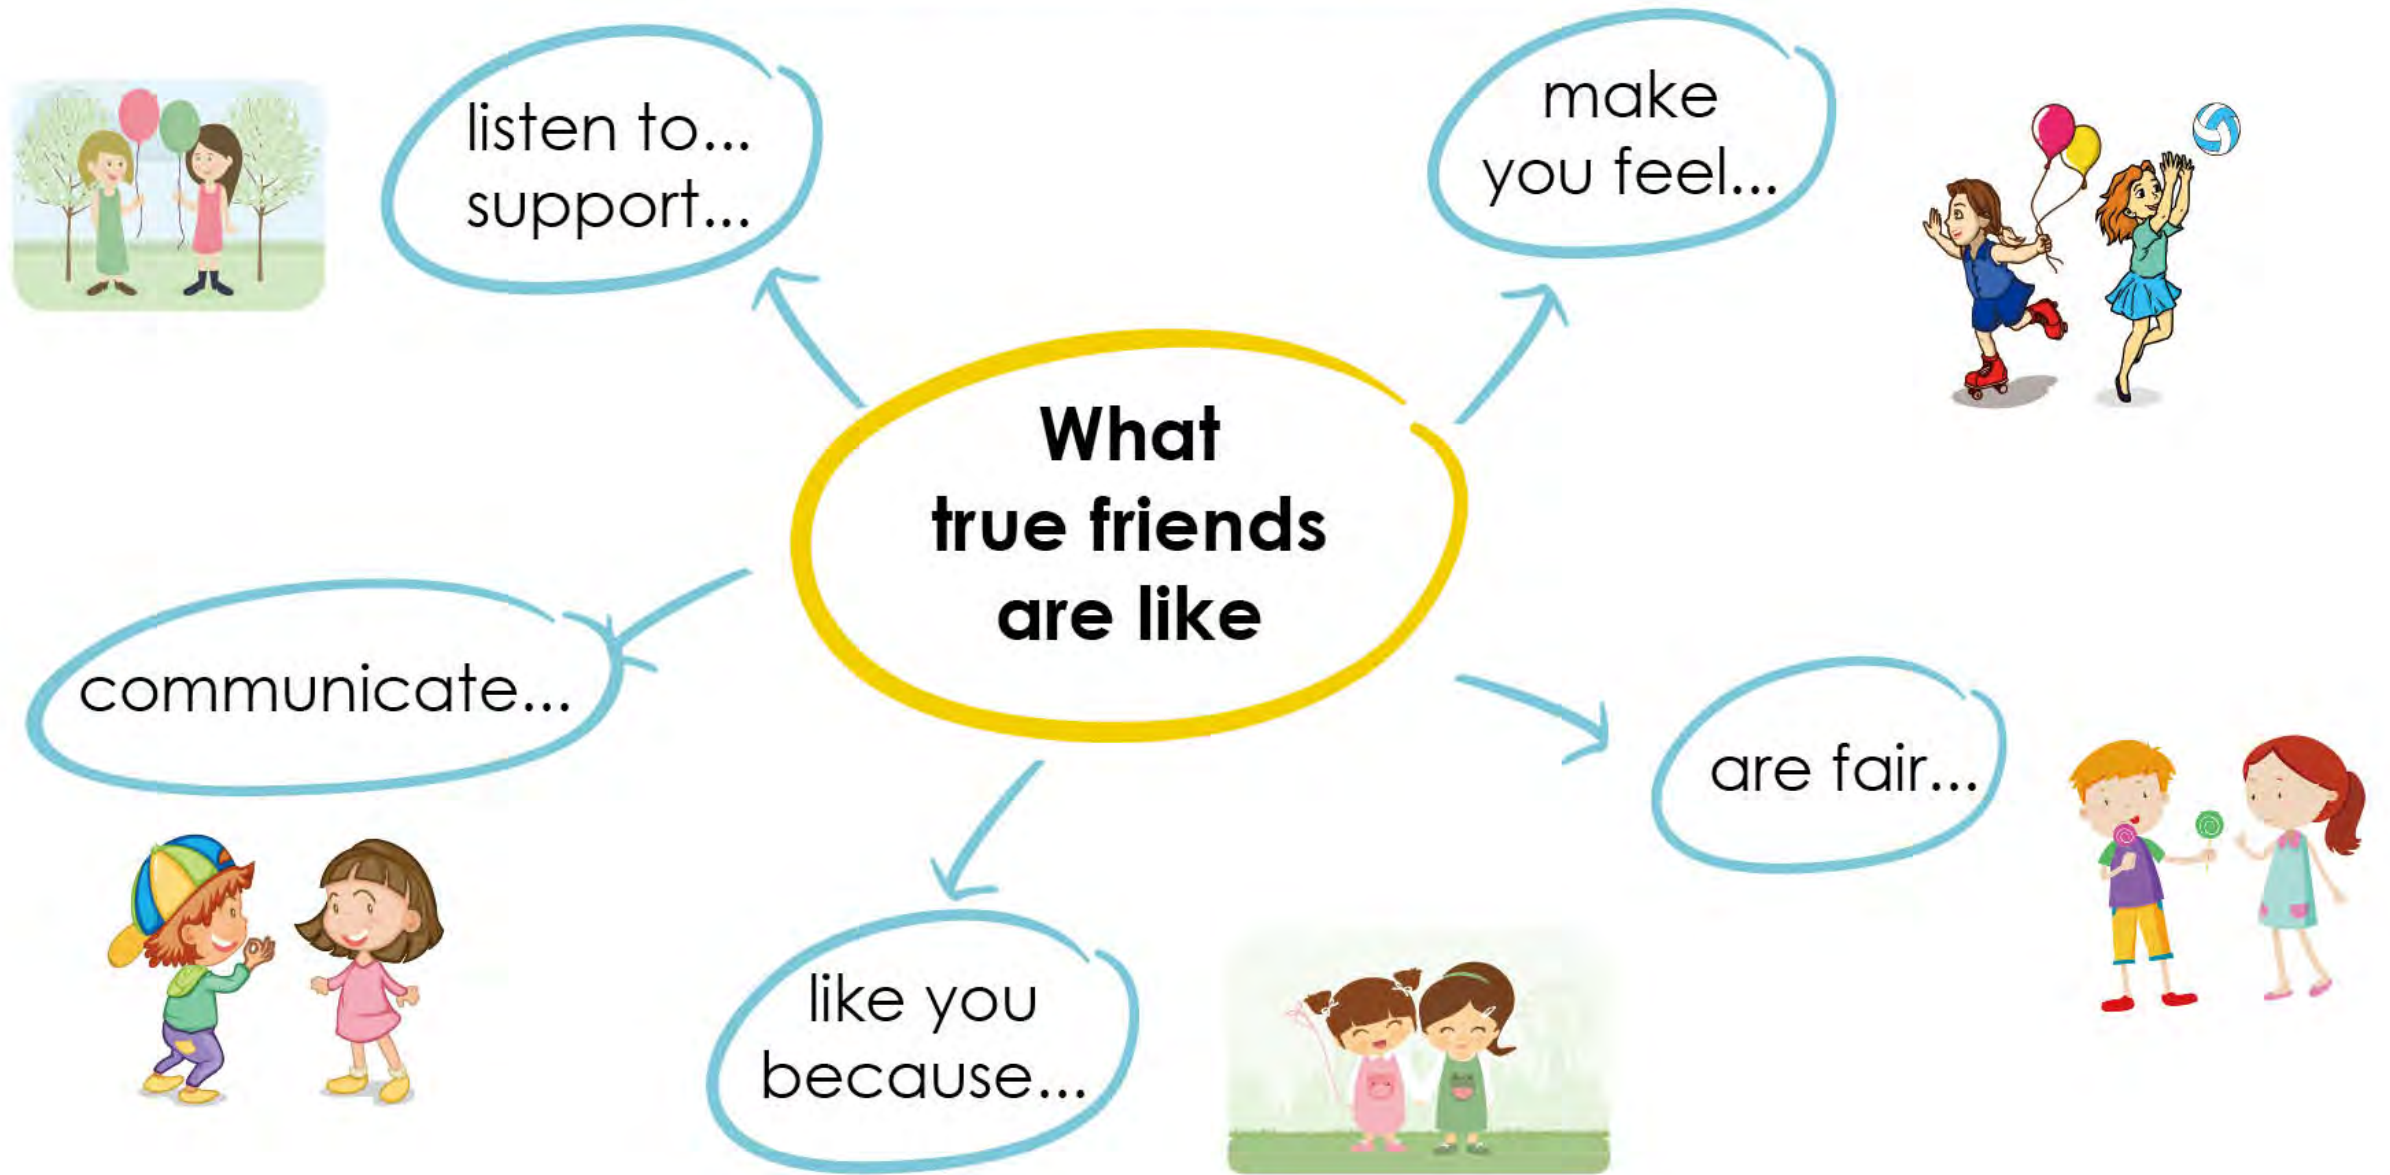 listen to...
support...
make
you feel...
What
true friends
are like
communicate...
are fair...
like you
because...